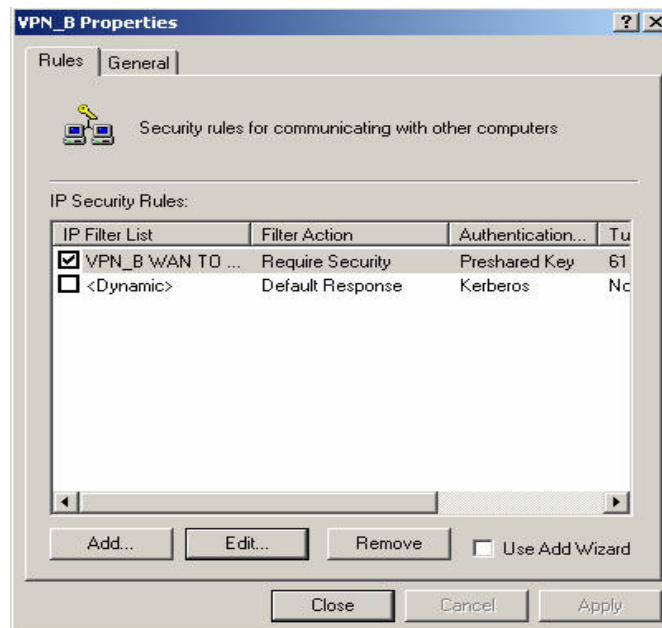 VPN_B Properties
Rules General
Security rules for communicating with other computers
IP Security Rules:
IP Filter List Filter Action Authentication... Tu
VPN_B WAN TO ... Require Security Preshared Key 61
<Dynamic> Default Response Kerberos No
Add... Edit... Remove Use Add Wizard
Close Cancel Apply